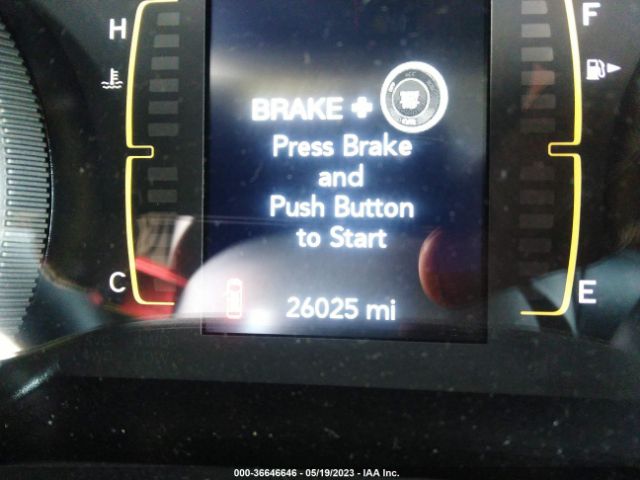 H
F
BRAKE +
Press Brake
and
Push Button
to Start
C
E
26025 mi
000-36646646 - 05/19/2023 - IAA Inc.